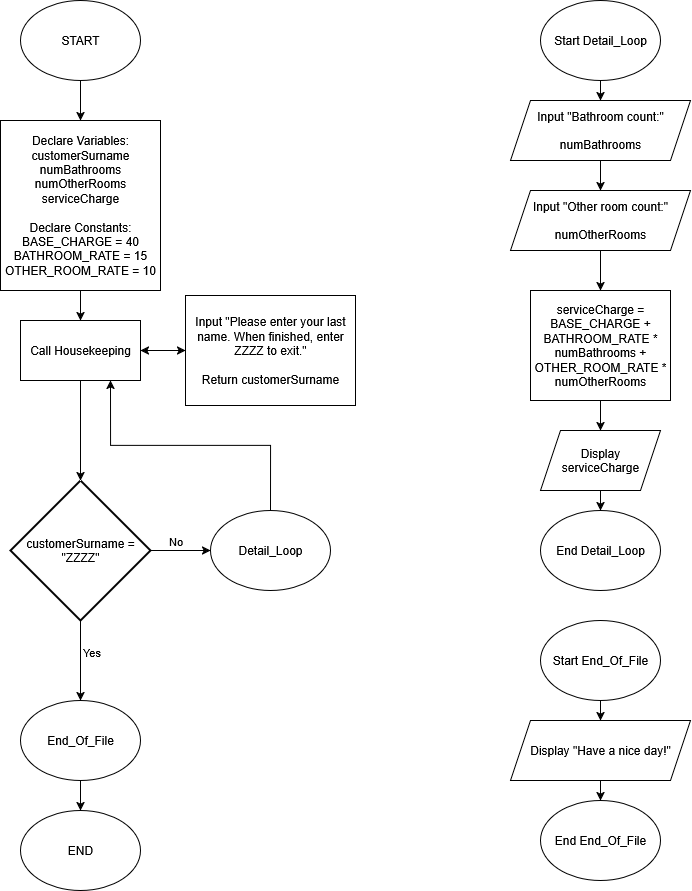 START
Declare Variables:
customerSurname
numBathrooms
numOtherRooms
serviceCharge
Declare Constants:
BASE_CHARGE = 40
BATHROOM_RATE = 15
OTHER_ROOM_RATE = 10
Call Housekeeping
Input "Please enter your last
name. When finished, enter
ZZZZ to exit."
Return customerSurname
customerSurname =
"ZZZZ"
No
Detail_Loop
Yes
End_Of_File
END
Start Detail_Loop
Input "Bathroom count:"
numBathrooms
Input "Other room count:"
numOtherRooms
serviceCharge =
BASE_CHARGE +
BATHROOM_RATE *
numBathrooms +
OTHER_ROOM_RATE *
numOtherRooms
Display
serviceCharge
End Detail_Loop
Start End_Of_File
Display "Have a nice day!"
End End_Of_File